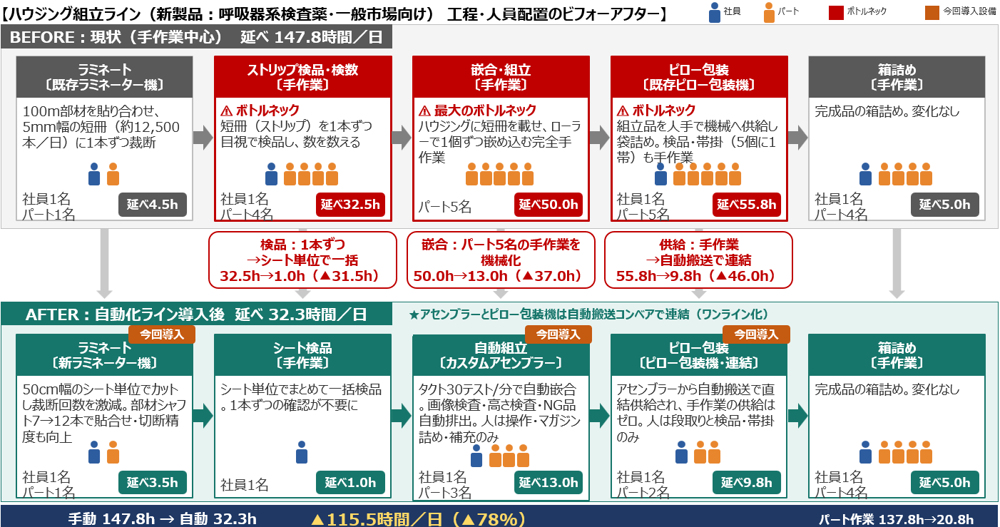 【ハウジング組立ライン（新製品：呼吸器系検査薬・一般市場向け） 工程・人員配置のビフォーアフター】
社員
パート
ボトルネック
今回導入設備
BEFORE：現状（手作業中心） 延べ 147.8時間／日
ラミネート
〔既存ラミネーター機〕
100m部材を貼り合わせ、
5mm幅の短冊（約12,500
本／日）に1本ずつ裁断
社員1名
パート1名
延べ4.5h
ストリップ検品・検数
〔手作業〕
⚠ ボトルネック
短冊（ストリップ）を1本ずつ
目視で検品し、数を数える
社員1名
パート4名
延べ32.5h
嵌合・組立
〔手作業〕
⚠ 最大のボトルネック
ハウジングに短冊を載せ、ローラ
ーで1個ずつ嵌め込む完全手
作業
パート5名
延べ50.0h
ピロー包装
〔既存ピロー包装機〕
⚠ ボトルネック
組立品を人手で機械へ供給し
袋詰め。検品・帯掛（5個に1
帯）も手作業
社員1名
パート5名
延べ55.8h
箱詰め
〔手作業〕
完成品の箱詰め。変化なし
社員1名
パート4名
延べ5.0h
検品：1本ずつ
→シート単位で一括
32.5h→1.0h（▲31.5h）
嵌合：パート5名の手作業を
機械化
50.0h→13.0h（▲37.0h）
供給：手作業
→自動搬送で連結
55.8h→9.8h（▲46.0h）
AFTER：自動化ライン導入後 延べ 32.3時間／日
★アセンブラーとピロー包装機は自動搬送コンベアで連結（ワンライン化）
今回導入
ラミネート
〔新ラミネーター機〕
50cm幅のシート単位でカット
し裁断回数を激減。部材シャフ
ト7→12本で貼合せ・切断精
度も向上
社員1名
パート1名
延べ3.5h
シート検品
〔手作業〕
シート単位でまとめて一括検品
。1本ずつの確認が不要に
社員1名
延べ1.0h
今回導入
自動組立
〔カスタムアセンブラー〕
タクト30テスト/分で自動嵌合
。画像検査・高さ検査・NG品
自動排出。人は操作・マガジン
詰め・補充のみ
社員1名
パート3名
延べ13.0h
今回導入
ピロー包装
〔ピロー包装機・連結〕
アセンブラーから自動搬送で直
結供給され、手作業の供給は
ゼロ。人は段取りと検品・帯掛
のみ
社員1名
パート2名
延べ9.8h
箱詰め
〔手作業〕
完成品の箱詰め。変化なし
社員1名
パート4名
延べ5.0h
手動 147.8h → 自動 32.3h
▲115.5時間／日（▲78%）
パート作業 137.8h→20.8h